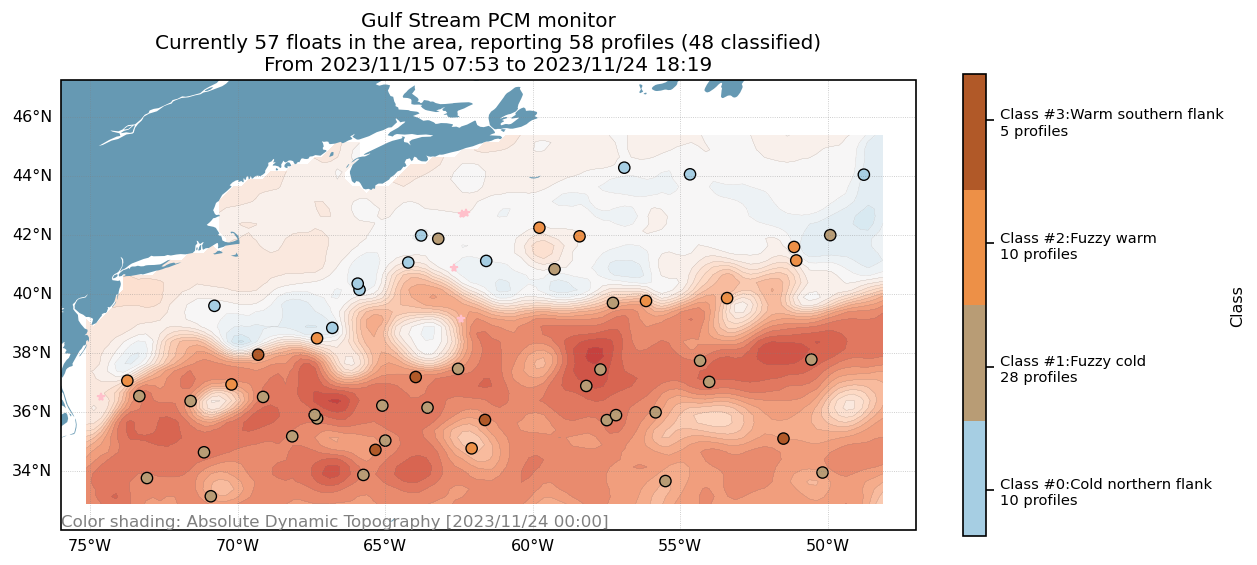 Gulf Stream PCM monitor
Currently 57 floats in the area, reporting 58 profiles (48 classified)
From 2023/11/15 07:53 to 2023/11/24 18:19
46°N
44°N
42°N
40°N
38°N
36°N
34°N
Color shading: Absolute Dynamic Topography [2023/11/24 00:00]
75°W
70°W
65°W
60°W
55°W
50°W
Class #3:Warm southern flank
5 profiles
Class #2:Fuzzy warm
10 profiles
Class #1:Fuzzy cold
28 profiles
Class #0:Cold northern flank
10 profiles
Class